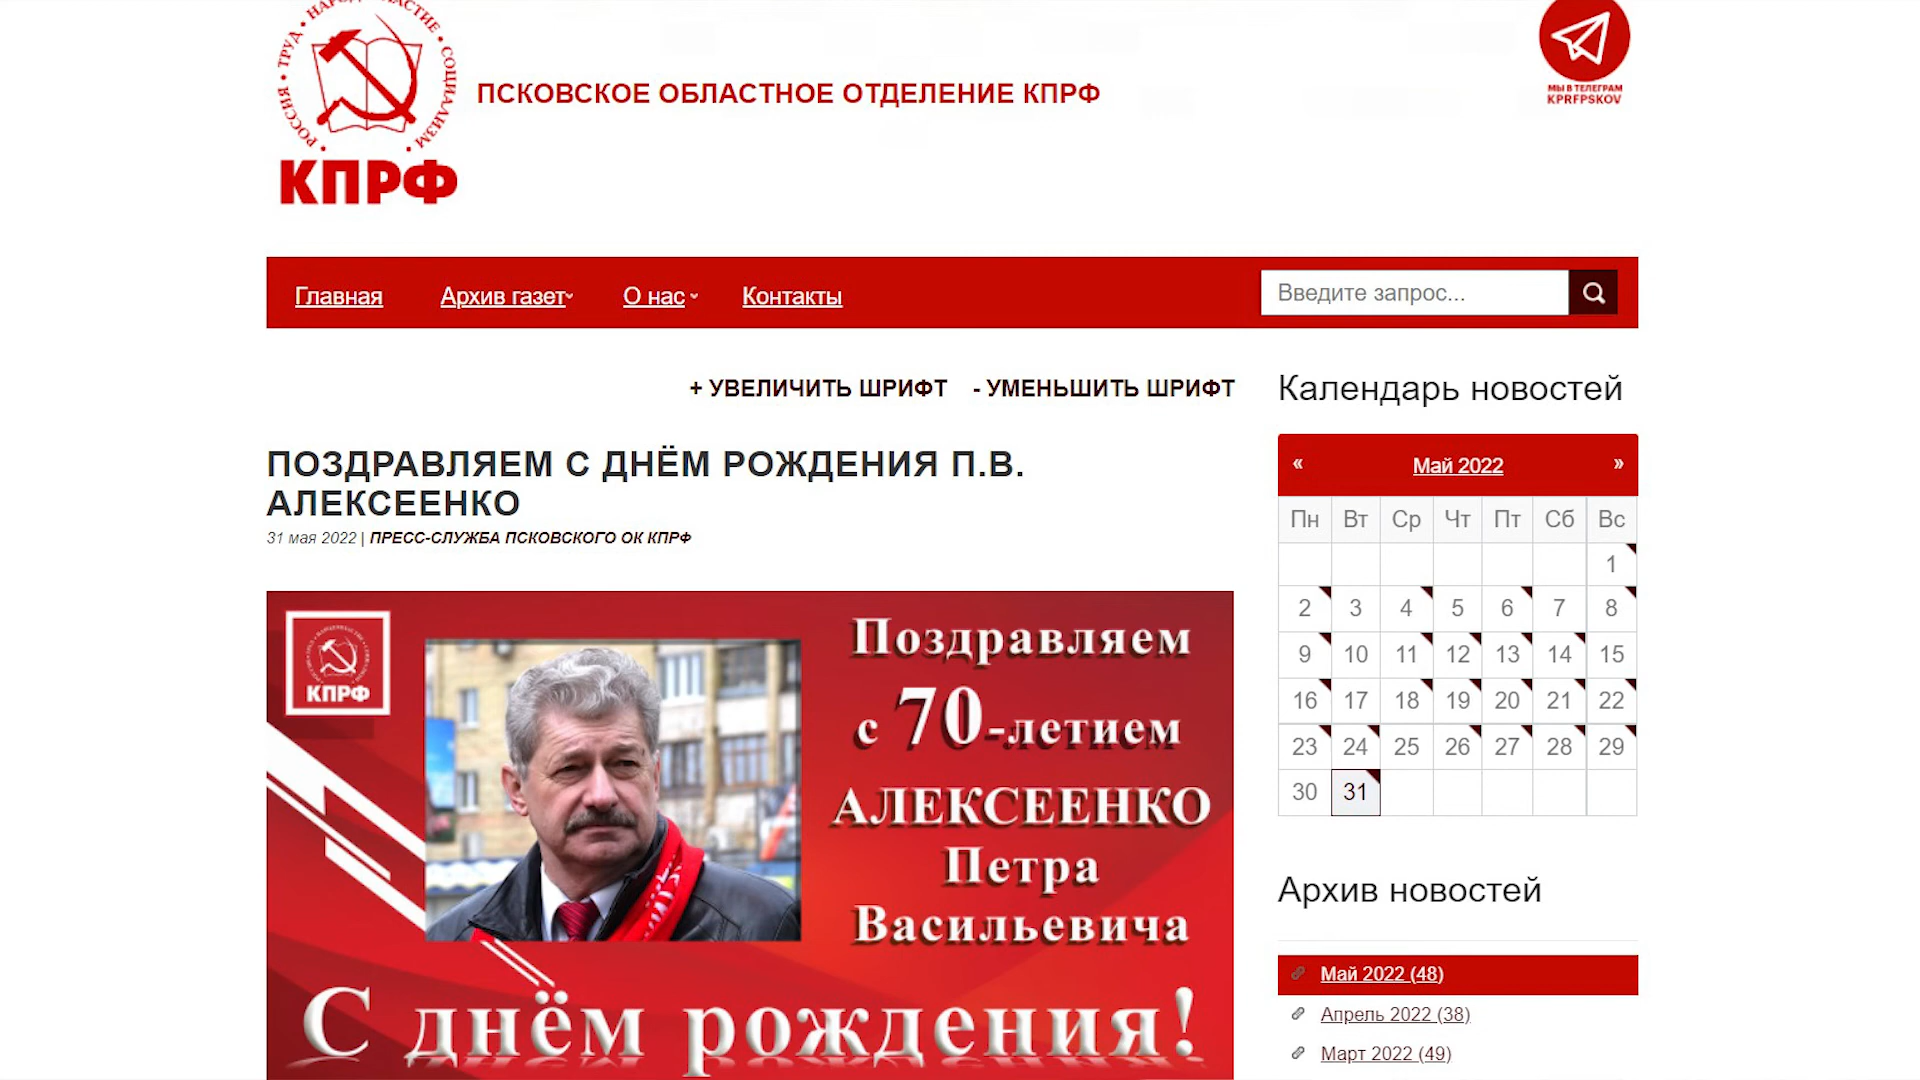 РОССИЯ • ТРУД • НАРОДОВЛАСТИЕ • СОЦИАЛИЗМ •
КПРФ
ПСКОВСКОЕ ОБЛАСТНОЕ ОТДЕЛЕНИЕ КПРФ
МЫ В ТЕЛЕГРАМ
KPRFPSKOV
Главная Архив газет О нас Контакты
Введите запрос...
+ УВЕЛИЧИТЬ ШРИФТ - УМЕНЬШИТЬ ШРИФТ
ПОЗДРАВЛЯЕМ С ДНЁМ РОЖДЕНИЯ П.В.
АЛЕКСЕЕНКО
31 мая 2022 | ПРЕСС-СЛУЖБА ПСКОВСКОГО ОК КПРФ
КПРФ
Поздравляем
с 70-летием
АЛЕКСЕЕНКО
Петра
Васильевича
С днём рождения!
Календарь новостей
« Май 2022 »
Пн Вт Ср Чт Пт Сб Вс
1
2 3 4 5 6 7 8
9 10 11 12 13 14 15
16 17 18 19 20 21 22
23 24 25 26 27 28 29
30 31
Архив новостей
Май 2022 (48)
Апрель 2022 (38)
Март 2022 (49)